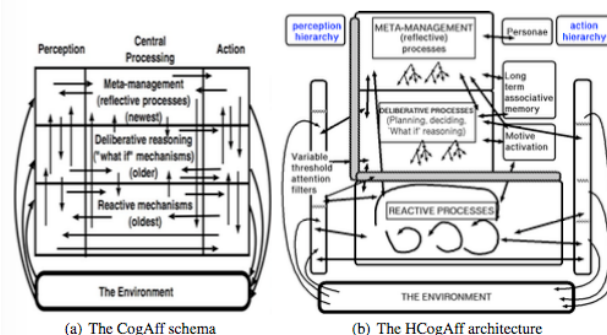 Perception
Central
Processing
Action
Meta-management
(reflective processes)
(newest)
Deliberative reasoning
("what if" mechanisms)
(older)
Reactive mechanisms
(oldest)
The Environment
(a) The CogAff schema
perception
hierarchy
META-MANAGEMENT
(reflective)
processes
Personae
action
hierarchy
Long
term
associative
memory
DELIBERATIVE PROCESSES
(Planning, deciding,
'What if' reasoning)
Motive
activation
Variable
threshold
attention
filters
REACTIVE PROCESSES
THE ENVIRONMENT
(b) The HCogAff architecture